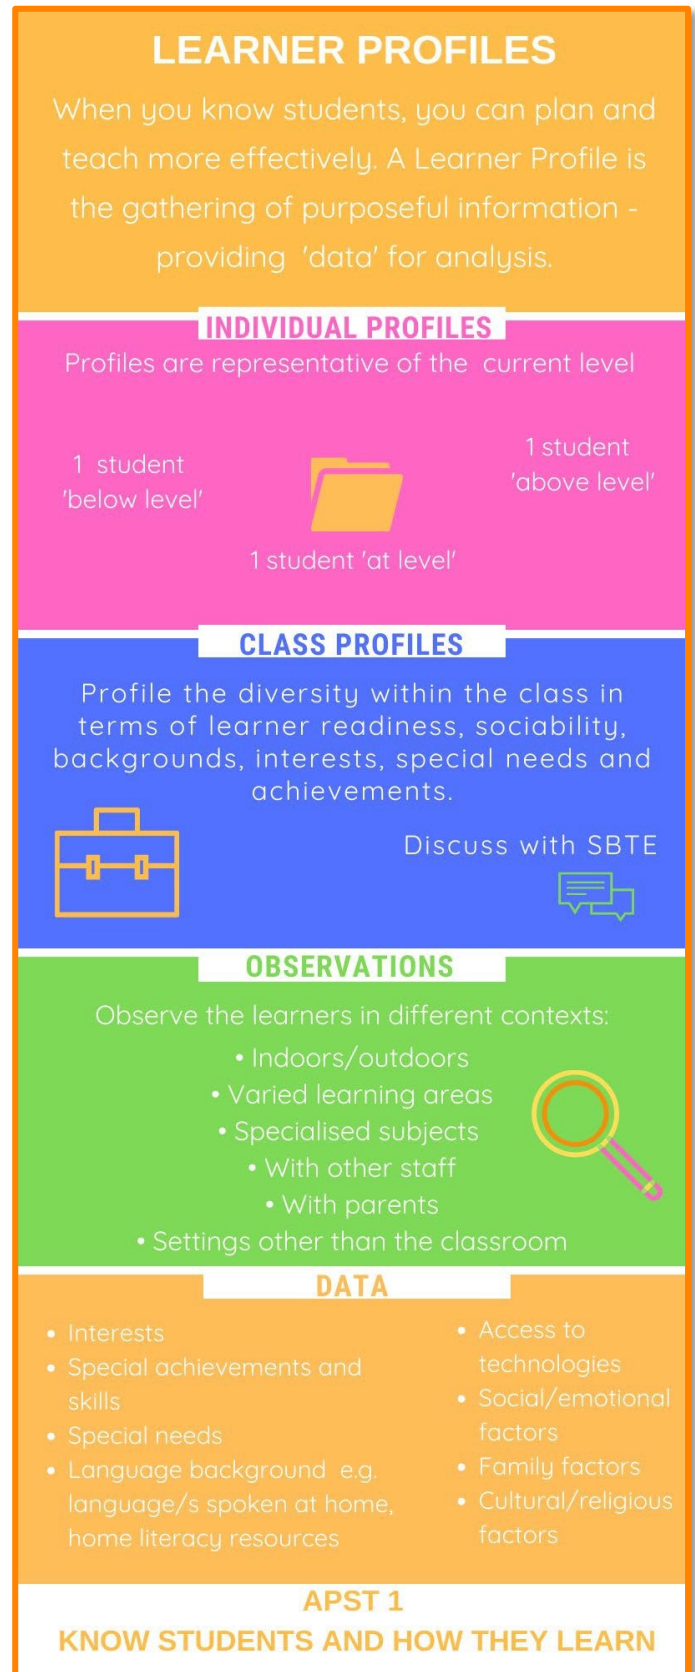 LEARNER PROFILES
When you know students, you can plan and
teach more effectively. A Learner Profile is
the gathering of purposeful information -
providing 'data' for analysis.
INDIVIDUAL PROFILES
Profiles are representative of the current level
1 student
'below level'
1 student
'above level'
1 student 'at level'
CLASS PROFILES
Profile the diversity within the class in
terms of learner readiness, sociability,
backgrounds, interests, special needs and
achievements.
Discuss with SBTE
OBSERVATIONS
Observe the learners in different contexts:
• Indoors/outdoors
• Varied learning areas
• Specialised subjects
• With other staff
• With parents
• Settings other than the classroom
DATA
• Interests
• Special achievements and
skills
• Special needs
• Language background e.g.
language/s spoken at home,
home literacy resources
• Access to
technologies
• Social/emotional
factors
• Family factors
• Cultural/religious
factors
APST 1
KNOW STUDENTS AND HOW THEY LEARN